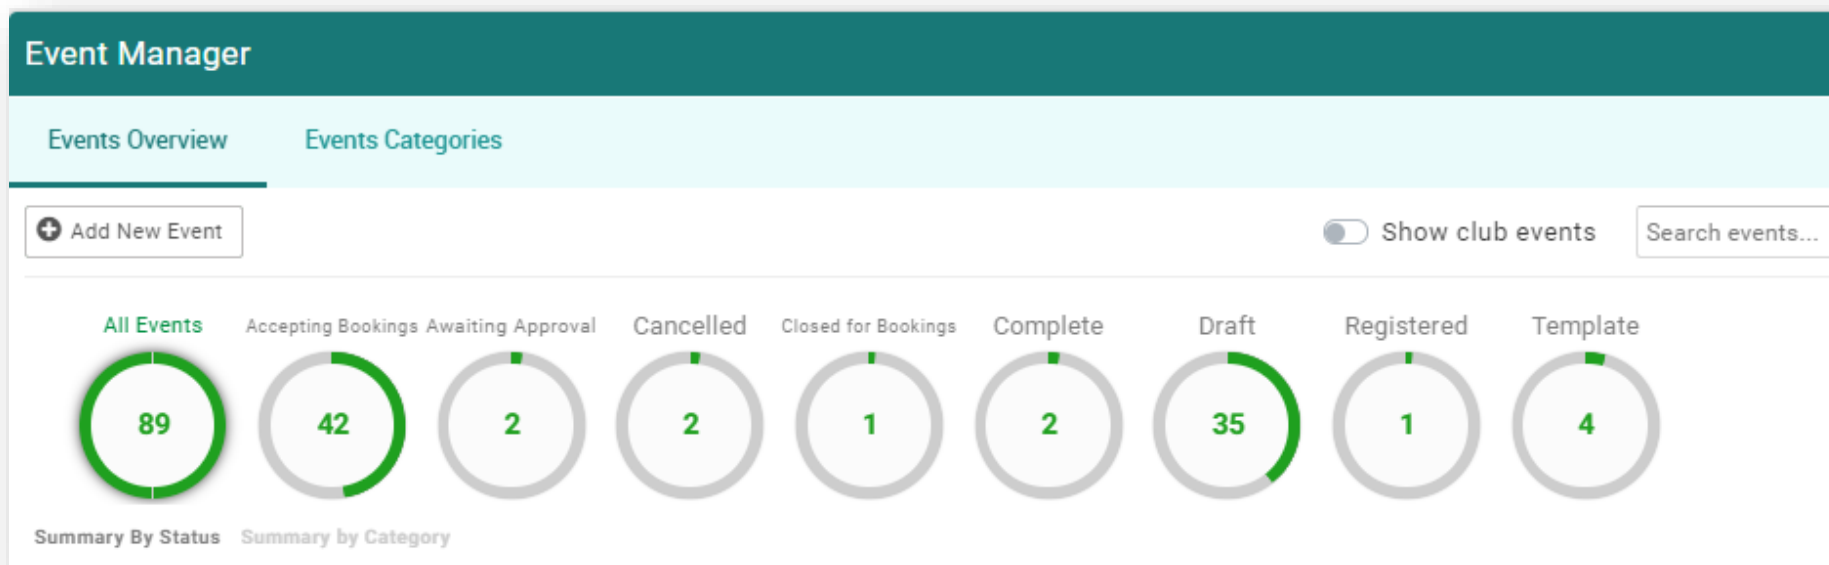 Event Manager
Events Overview Events Categories
Add New Event Show club events Search events...
All Events Accepting Bookings Awaiting Approval Cancelled Closed for Bookings Complete Draft Registered Template
89 42 2 2 1 2 35 1 4
Summary By Status Summary by Category